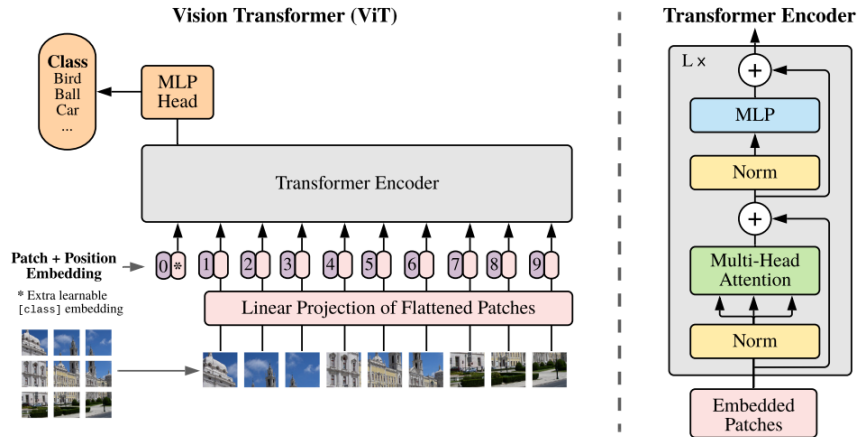 Vision Transformer (ViT)
Class
Bird
Ball
Car
...
MLP
Head
Transformer Encoder
Patch + Position
Embedding
0 * 1 2 3 4 5 6 7 8 9
* Extra learnable
[class] embedding
Linear Projection of Flattened Patches
Transformer Encoder
L x
+
MLP
Norm
+
Multi-Head
Attention
Norm
Embedded
Patches